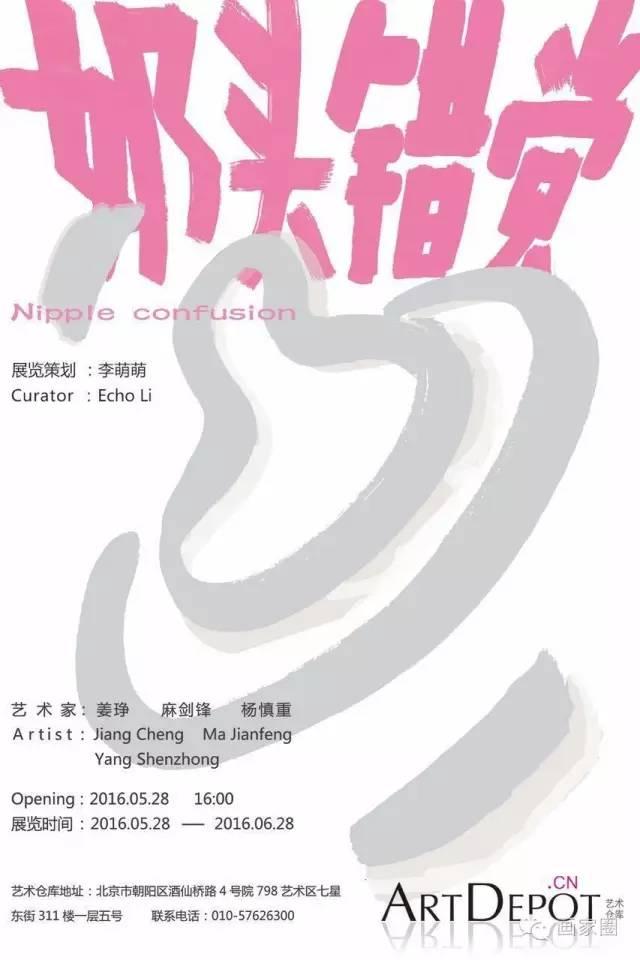 奶头错觉
Nipple confusion
展览策划 ：李萌萌
Curator ：Echo Li
艺 术 家：姜琤 麻剑锋 杨慎重
Artist：Jiang Cheng Ma Jianfeng
Yang Shenzhong
Opening：2016.05.28 16:00
展览时间：2016.05.28 — 2016.06.28
艺术仓库地址：北京市朝阳区酒仙桥路 4 号院 798 艺术区七星
东街 311 楼一层五号 联系电话：010-57626300
.CN
ARTDEPOT 艺术
仓库
画家圈